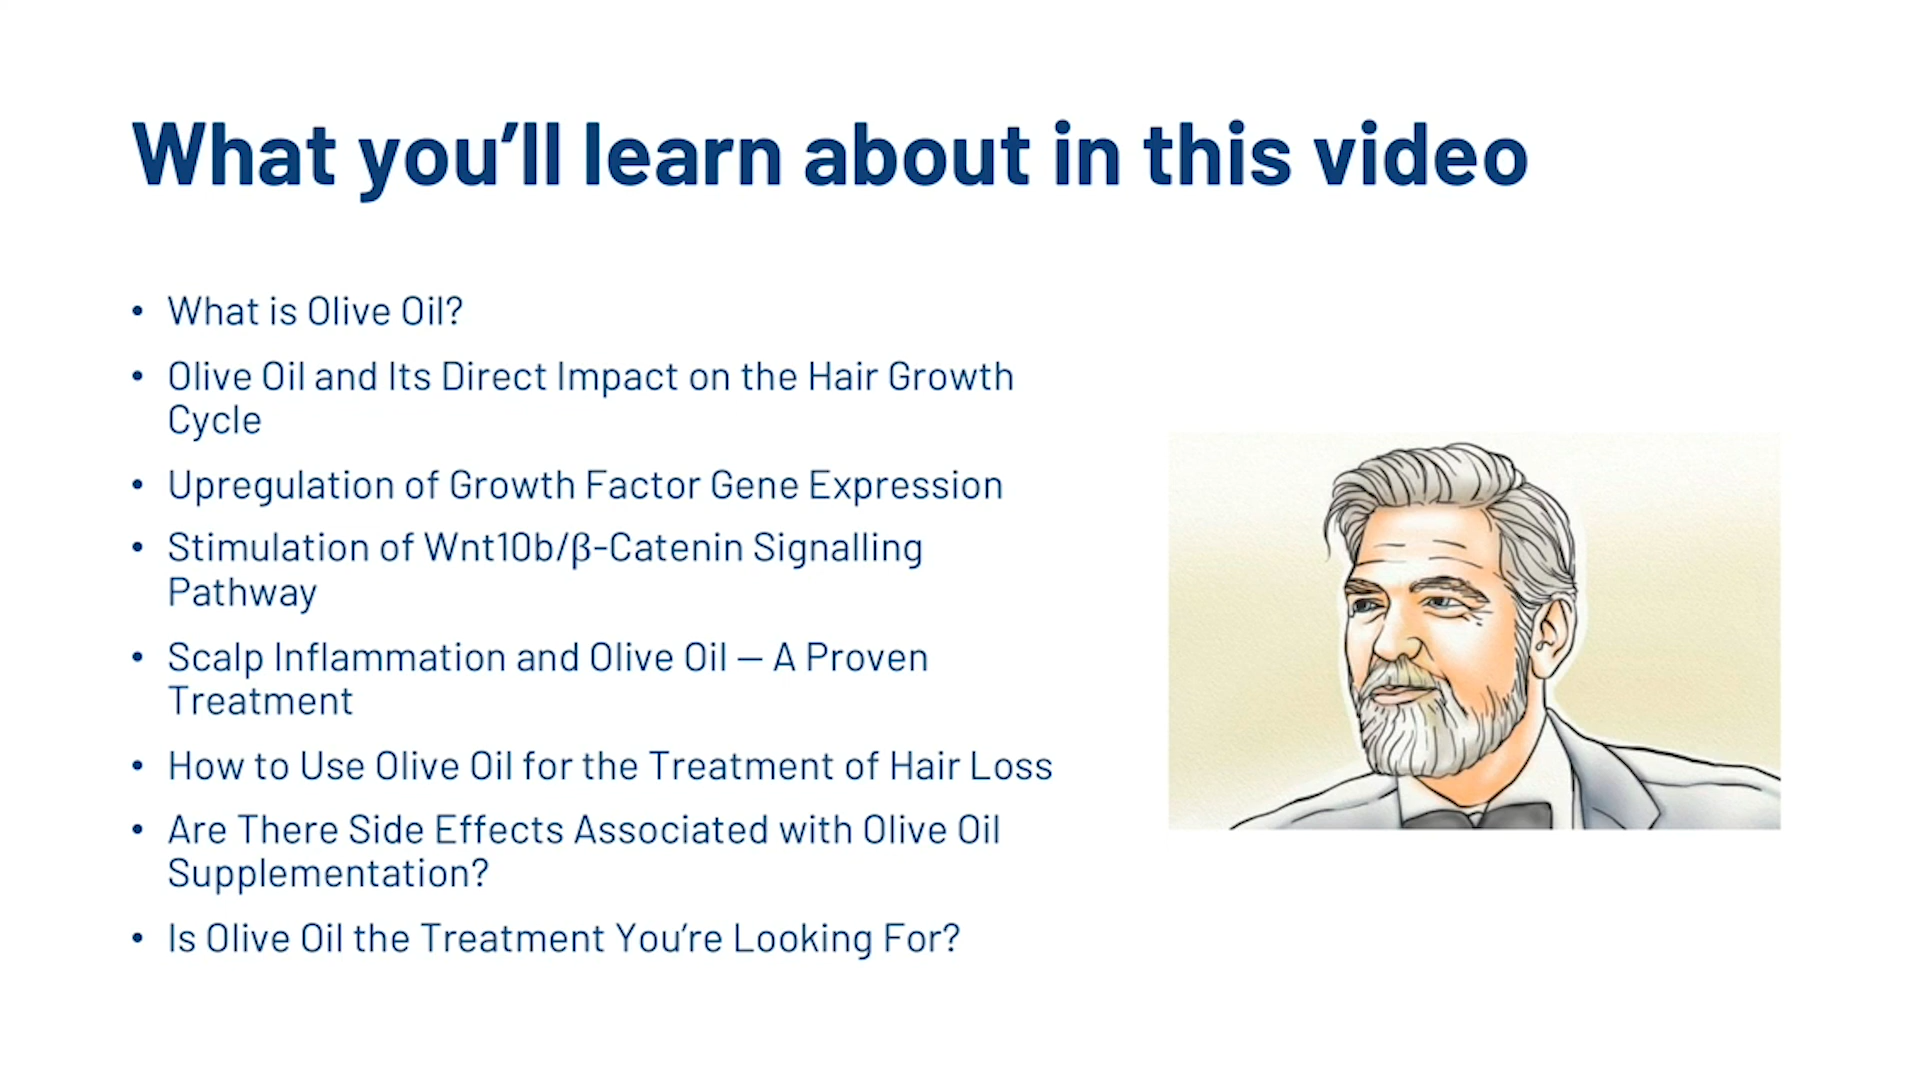 What you’ll learn about in this video
• What is Olive Oil?
• Olive Oil and Its Direct Impact on the Hair Growth
Cycle
• Upregulation of Growth Factor Gene Expression
• Stimulation of Wnt10b/β-Catenin Signalling
Pathway
• Scalp Inflammation and Olive Oil – A Proven
Treatment
• How to Use Olive Oil for the Treatment of Hair Loss
• Are There Side Effects Associated with Olive Oil
Supplementation?
• Is Olive Oil the Treatment You’re Looking For?